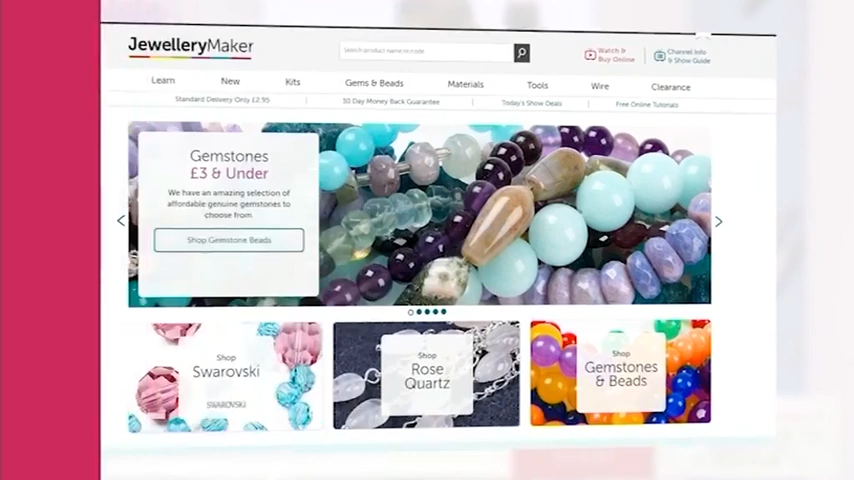 JewelleryMaker
Search product name or code
Watch &
Buy Online
Channel Info
& Show Guide
Learn New Kits Gems & Beads Materials Tools Wire Clearance
Standard Delivery Only £2.95 | 30 Day Money Back Guarantee | Today's Show Deals | Free Online Tutorials
Gemstones
£3 & Under
We have an amazing selection of
affordable genuine gemstones to
choose from.
Shop Gemstone Beads
Shop
Swarovski
SWAROVSKI
Shop
Rose
Quartz
Shop
Gemstones
& Beads